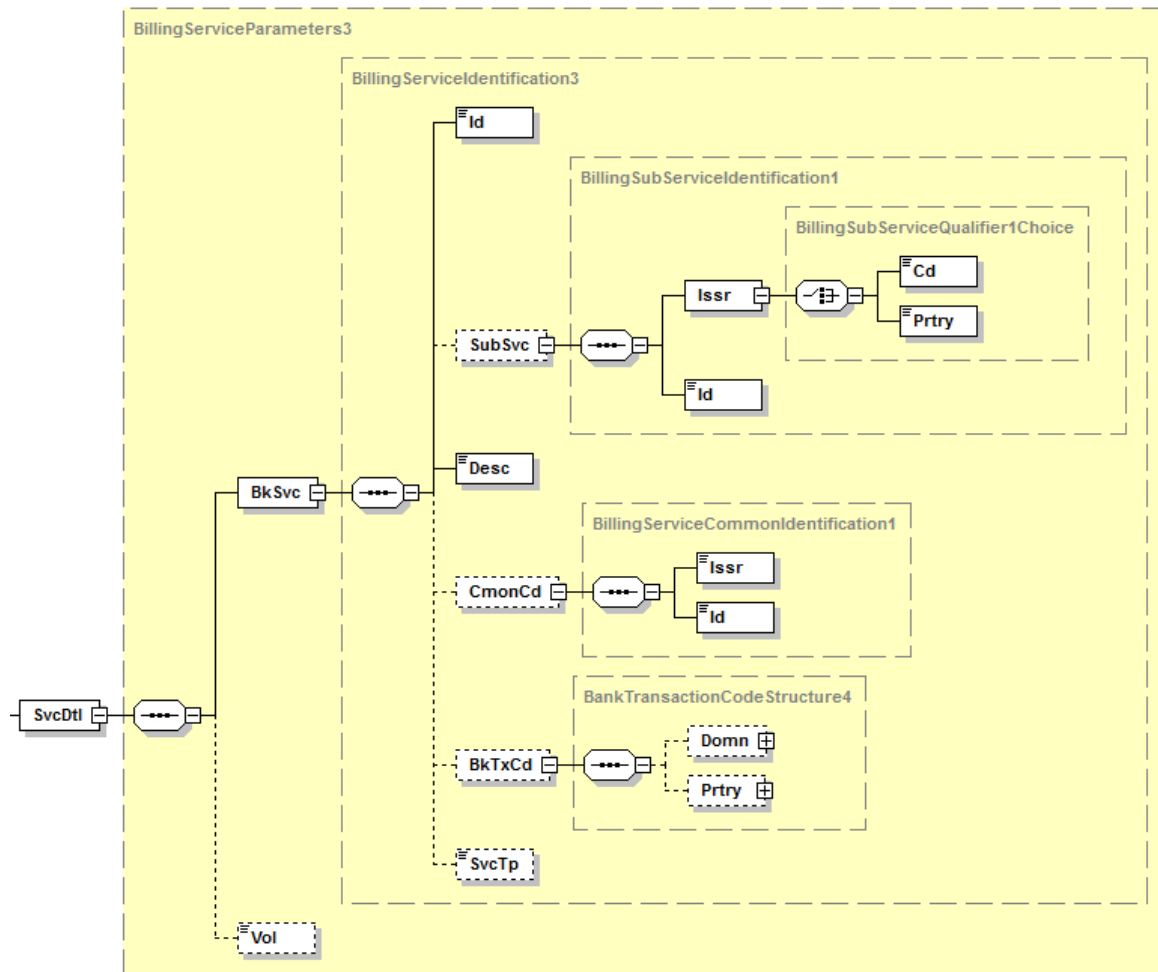 BillingServiceParameters3
BillingServiceIdentification3
Id
BillingSubServiceIdentification1
BillingSubServiceQualifier1Choice
Cd
Issr
Prtry
SubSvc
Id
Desc
BkSvc
BillingServiceCommonIdentification1
Issr
CmonCd
Id
BankTransactionCodeStructure4
SvcDtl
Domn
BkTxCd
Prtry
SvcTp
Vol